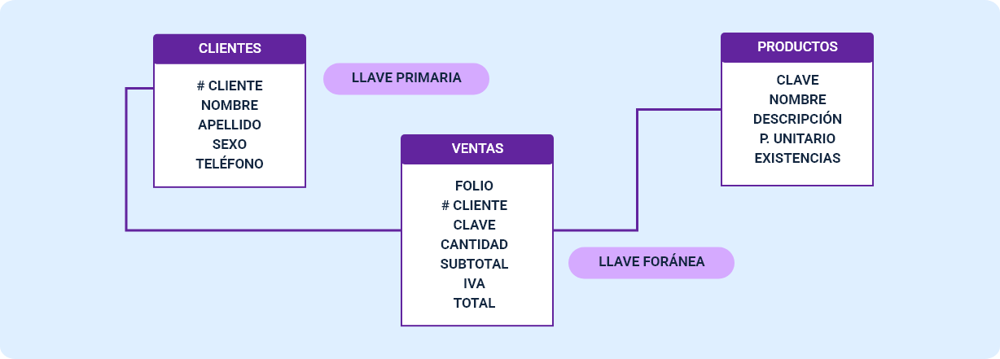 CLIENTES
# CLIENTE
NOMBRE
APELLIDO
SEXO
TELÉFONO
LLAVE PRIMARIA
VENTAS
FOLIO
# CLIENTE
CLAVE
CANTIDAD
SUBTOTAL
IVA
TOTAL
LLAVE FORÁNEA
PRODUCTOS
CLAVE
NOMBRE
DESCRIPCIÓN
P. UNITARIO
EXISTENCIAS